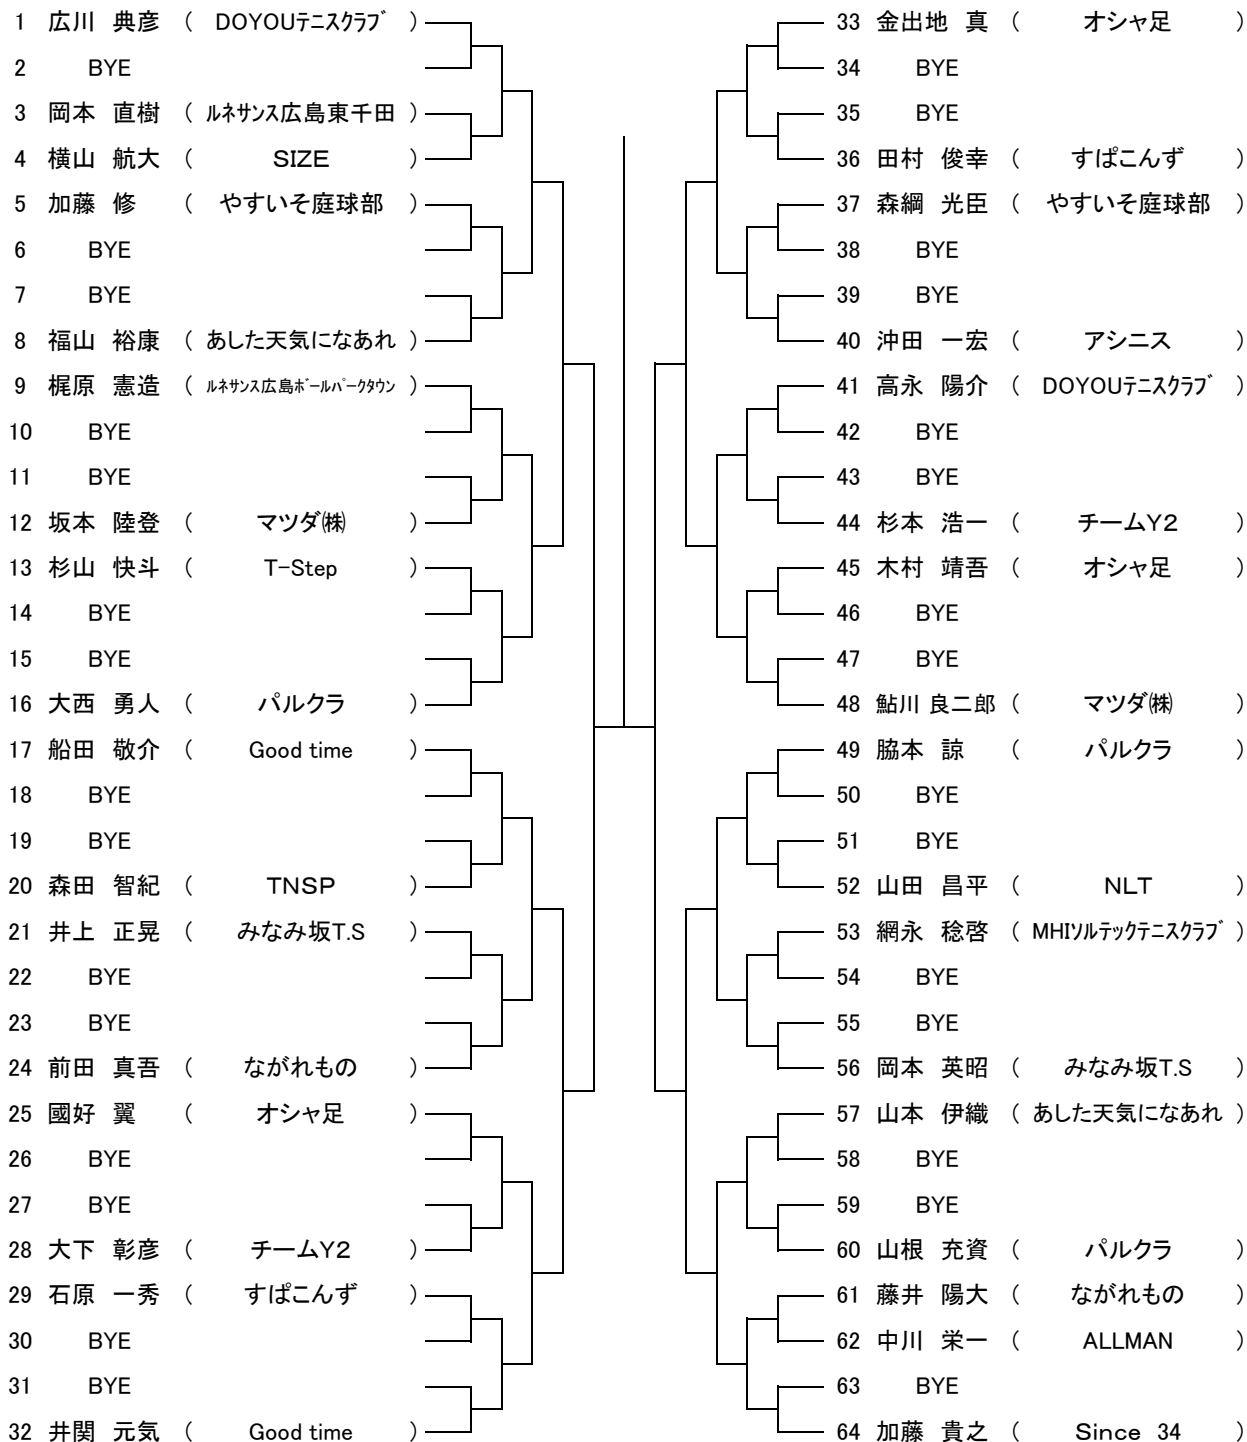 1 広川 典彦 ( DOYOUテニスクラブ )
2 BYE
3 岡本 直樹 ( ルネサンス広島東千田 )
4 横山 航大 ( SIZE )
5 加藤 修 ( やすいそ庭球部 )
6 BYE
7 BYE
8 福山 裕康 ( あした天気になあれ )
9 梶原 憲造 ( ルネサンス広島ボールパークタウン )
10 BYE
11 BYE
12 坂本 陸登 ( マツダ㈱ )
13 杉山 快斗 ( T-Step )
14 BYE
15 BYE
16 大西 勇人 ( パルクラ )
17 船田 敬介 ( Good time )
18 BYE
19 BYE
20 森田 智紀 ( TNSP )
21 井上 正晃 ( みなみ坂T.S )
22 BYE
23 BYE
24 前田 真吾 ( ながれもの )
25 國好 翼 ( オシャ足 )
26 BYE
27 BYE
28 大下 彰彦 ( チームY2 )
29 石原 一秀 ( すぱこんず )
30 BYE
31 BYE
32 井関 元気 ( Good time )
33 金出地 真 ( オシャ足 )
34 BYE
35 BYE
36 田村 俊幸 ( すぱこんず )
37 森綱 光臣 ( やすいそ庭球部 )
38 BYE
39 BYE
40 沖田 一宏 ( アシニス )
41 高永 陽介 ( DOYOUテニスクラブ )
42 BYE
43 BYE
44 杉本 浩一 ( チームY2 )
45 木村 靖吾 ( オシャ足 )
46 BYE
47 BYE
48 鮎川 良二郎 ( マツダ㈱ )
49 脇本 諒 ( パルクラ )
50 BYE
51 BYE
52 山田 昌平 ( NLT )
53 網永 稔啓 ( MHIソルテックテニスクラブ )
54 BYE
55 BYE
56 岡本 英昭 ( みなみ坂T.S )
57 山本 伊織 ( あした天気になあれ )
58 BYE
59 BYE
60 山根 充資 ( パルクラ )
61 藤井 陽大 ( ながれもの )
62 中川 栄一 ( ALLMAN )
63 BYE
64 加藤 貴之 ( Since 34 )